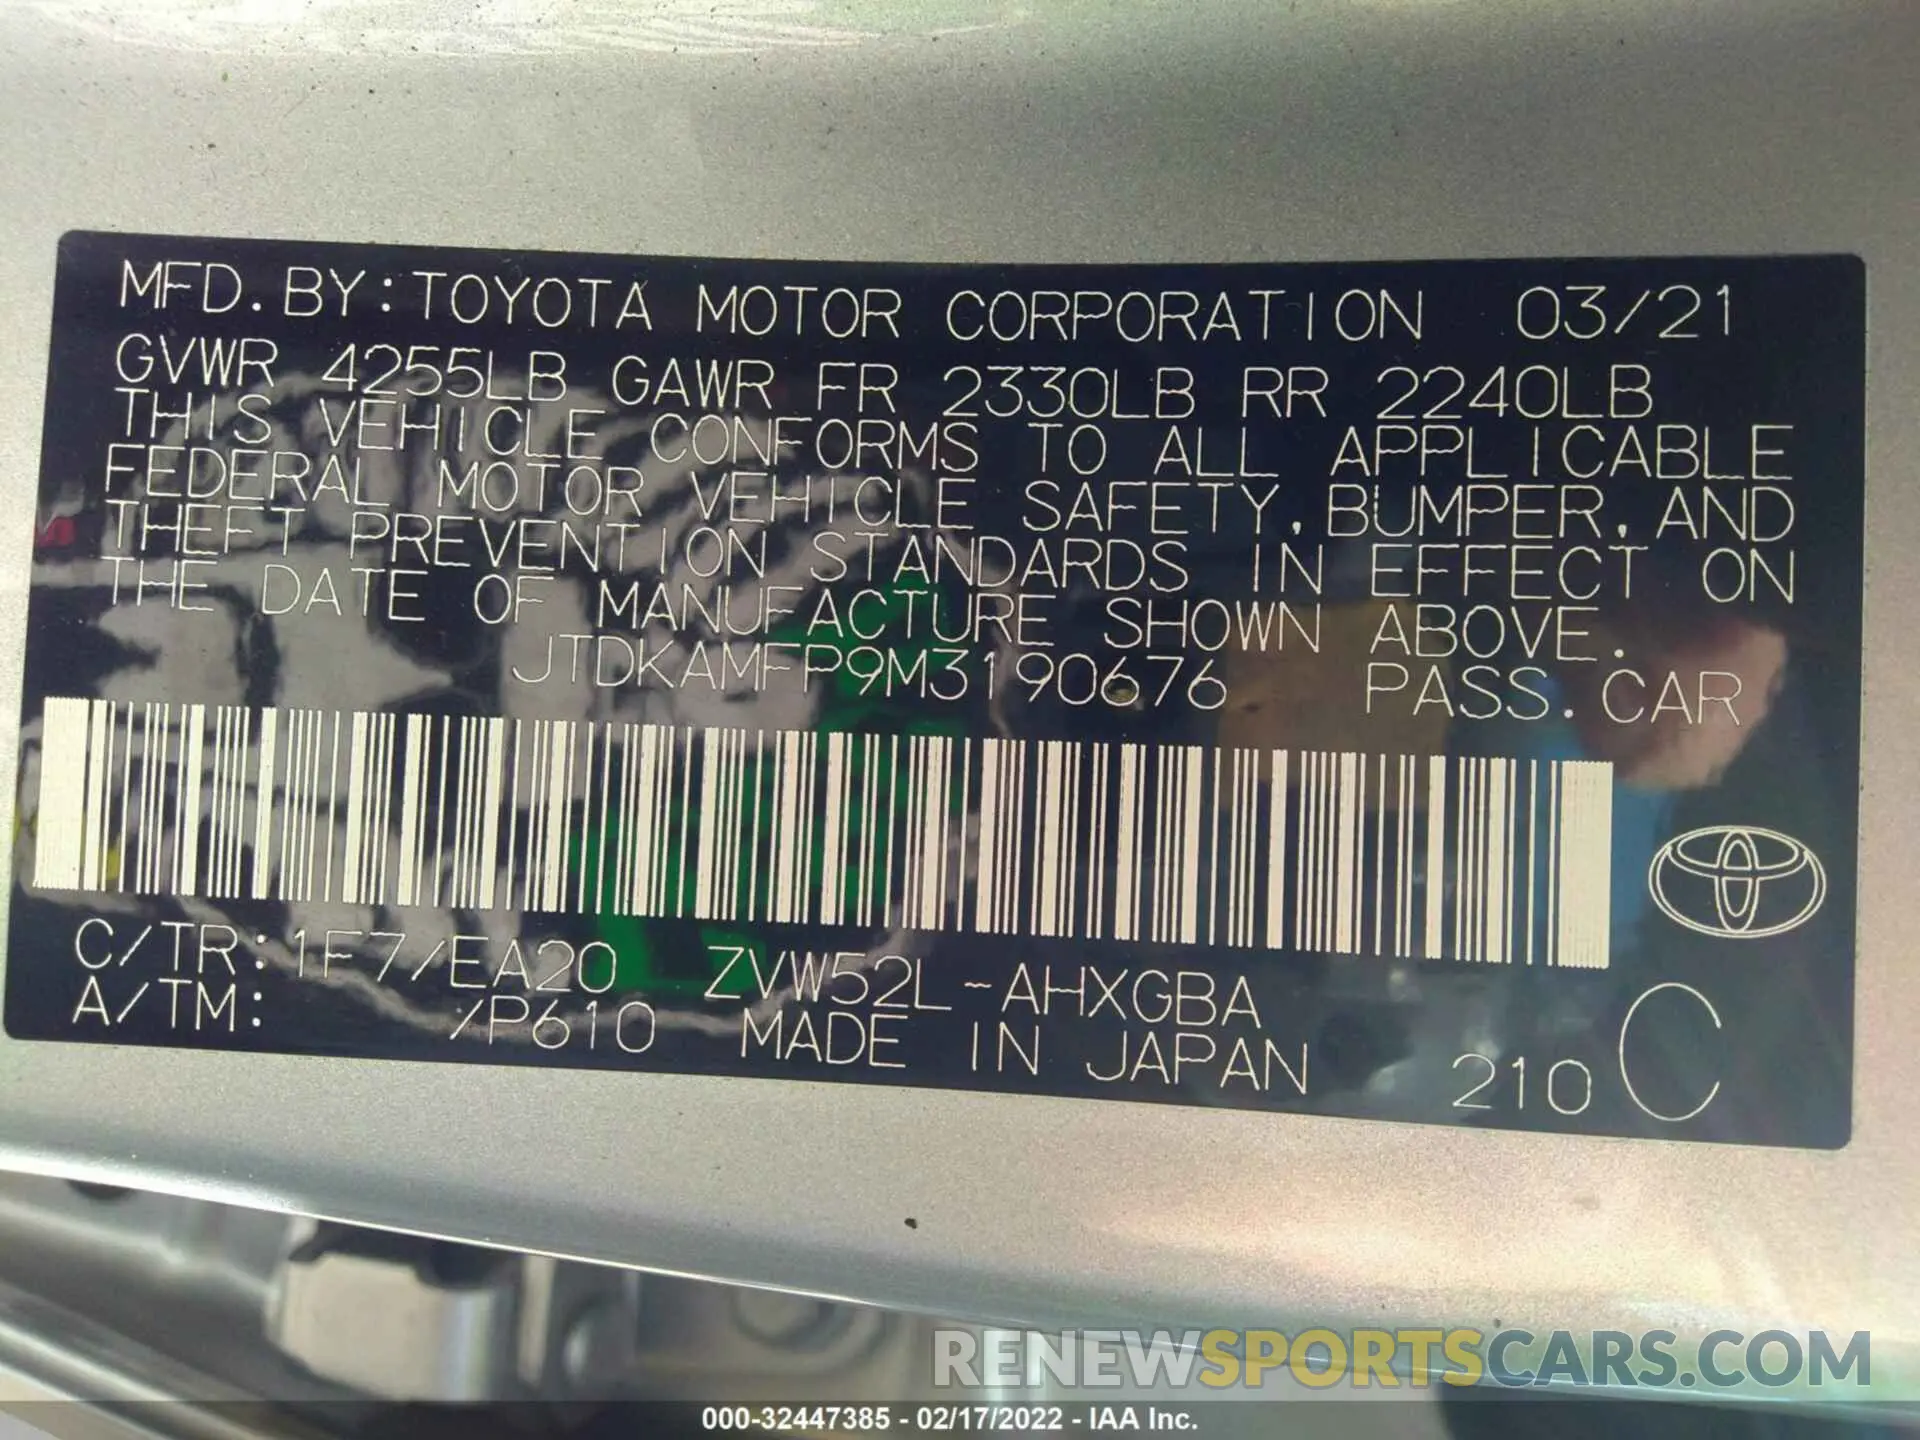 MFD. BY: TOYOTA MOTOR CORPORATION 03/21
GVWR 4255LB GAWR FR 2330LB RR 2240LB
THIS VEHICLE CONFORMS TO ALL APPLICABLE
FEDERAL MOTOR VEHICLE SAFETY, BUMPER, AND
THEFT PREVENTION STANDARDS IN EFFECT ON
THE DATE OF MANUFACTURE SHOWN ABOVE.
JTDKAMFP9M3190676 PASS. CAR
C/TR: 1F7/EA20 ZVW52L-AHXGBA
A/TM: /P610 MADE IN JAPAN 210 C
RENEWSPORTSCARS.COM
000-32447385 - 02/17/2022 - IAA Inc.